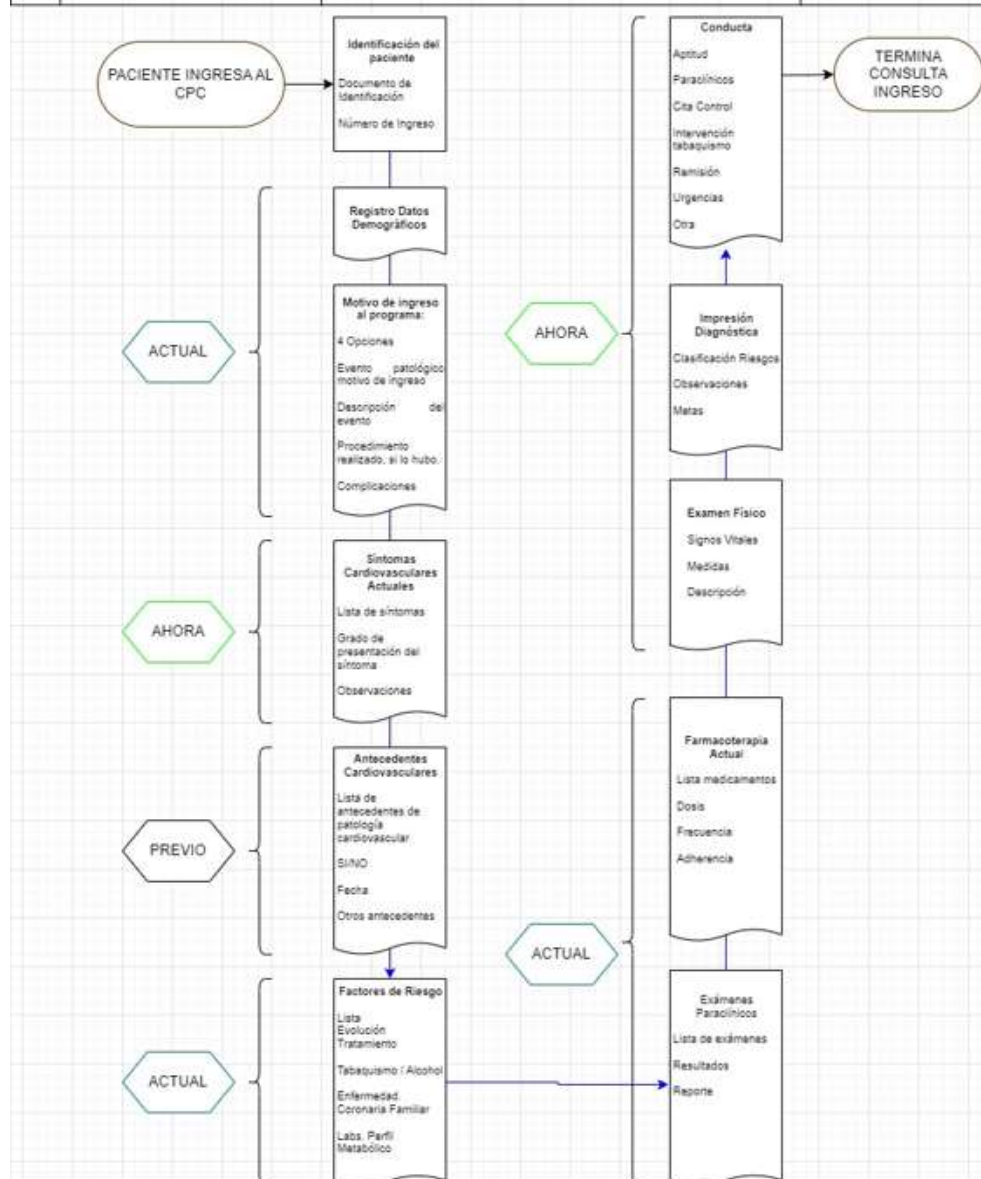 PACIENTE INGRESA AL
CPC
Identificación del
paciente
Documento de
Identificación
Número de Ingreso
Registro Datos
Demográficos
ACTUAL
Motivo de ingreso
al programa:
4 Opciones
Evento patológico
motivo de ingreso
Descripción del
evento
Procedimiento
realizado, si lo hubo.
Complicaciones
AHORA
Síntomas
Cardiovasculares
Actuales
Lista de síntomas
Grado de
presentación del
síntoma
Observaciones
PREVIO
Antecedentes
Cardiovasculares
Lista de
antecedentes de
patología
cardiovascular
SI/NO
Fecha
Otros antecedentes
ACTUAL
Factores de Riesgo
Lista
Evolución
Tratamiento
Tabaquismo / Alcohol
Enfermedad.
Coronaria Familiar
Labs. Perfil
Metabólico
ACTUAL
Exámenes
Paraclínicos
Lista de exámenes
Resultados
Reporte
Farmacoterapia
Actual
Lista medicamentos
Dosis
Frecuencia
Adherencia
AHORA
Examen Físico
Signos Vitales
Medidas
Descripción
Impresión
Diagnóstica
Clasificación Riesgos
Observaciones
Metas
Conducta
Aptitud
Paraclínicos
Cita Control
Intervención
tabaquismo
Remisión
Urgencias
Otra
TERMINA
CONSULTA
INGRESO